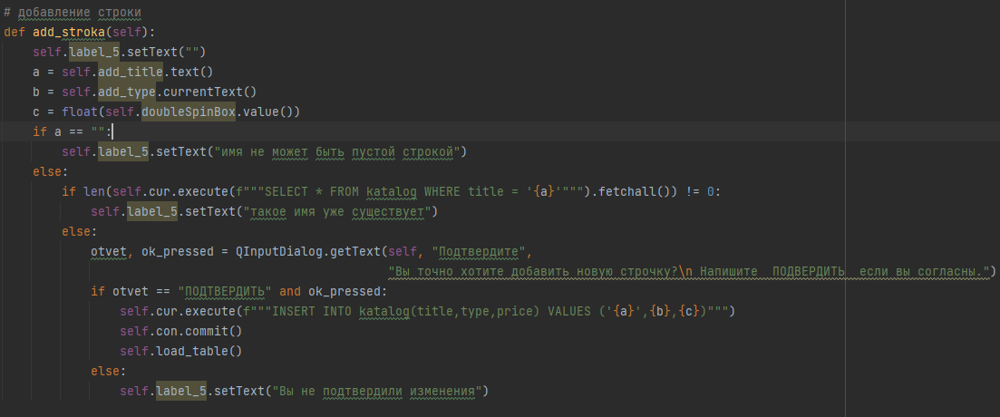 # добавление строки
def add_stroka(self):
    self.label_5.setText("")
    a = self.add_title.text()
    b = self.add_type.currentText()
    c = float(self.doubleSpinBox.value())
    if a == "":
        self.label_5.setText("имя не может быть пустой строкой")
    else:
        if len(self.cur.execute(f"""SELECT * FROM katalog WHERE title = '{a}'""").fetchall()) != 0:
            self.label_5.setText("такое имя уже существует")
        else:
            otvet, ok_pressed = QInputDialog.getText(self, "Подтвердите",
                                                     "Вы точно хотите добавить новую строчку?\n Напишите  ПОДВЕРДИТЬ  если вы согласны.")
            if otvet == "ПОДТВЕРДИТЬ" and ok_pressed:
                self.cur.execute(f"""INSERT INTO katalog(title,type,price) VALUES ('{a}',{b},{c})""")
                self.con.commit()
                self.load_table()
            else:
                self.label_5.setText("Вы не подтвердили изменения")